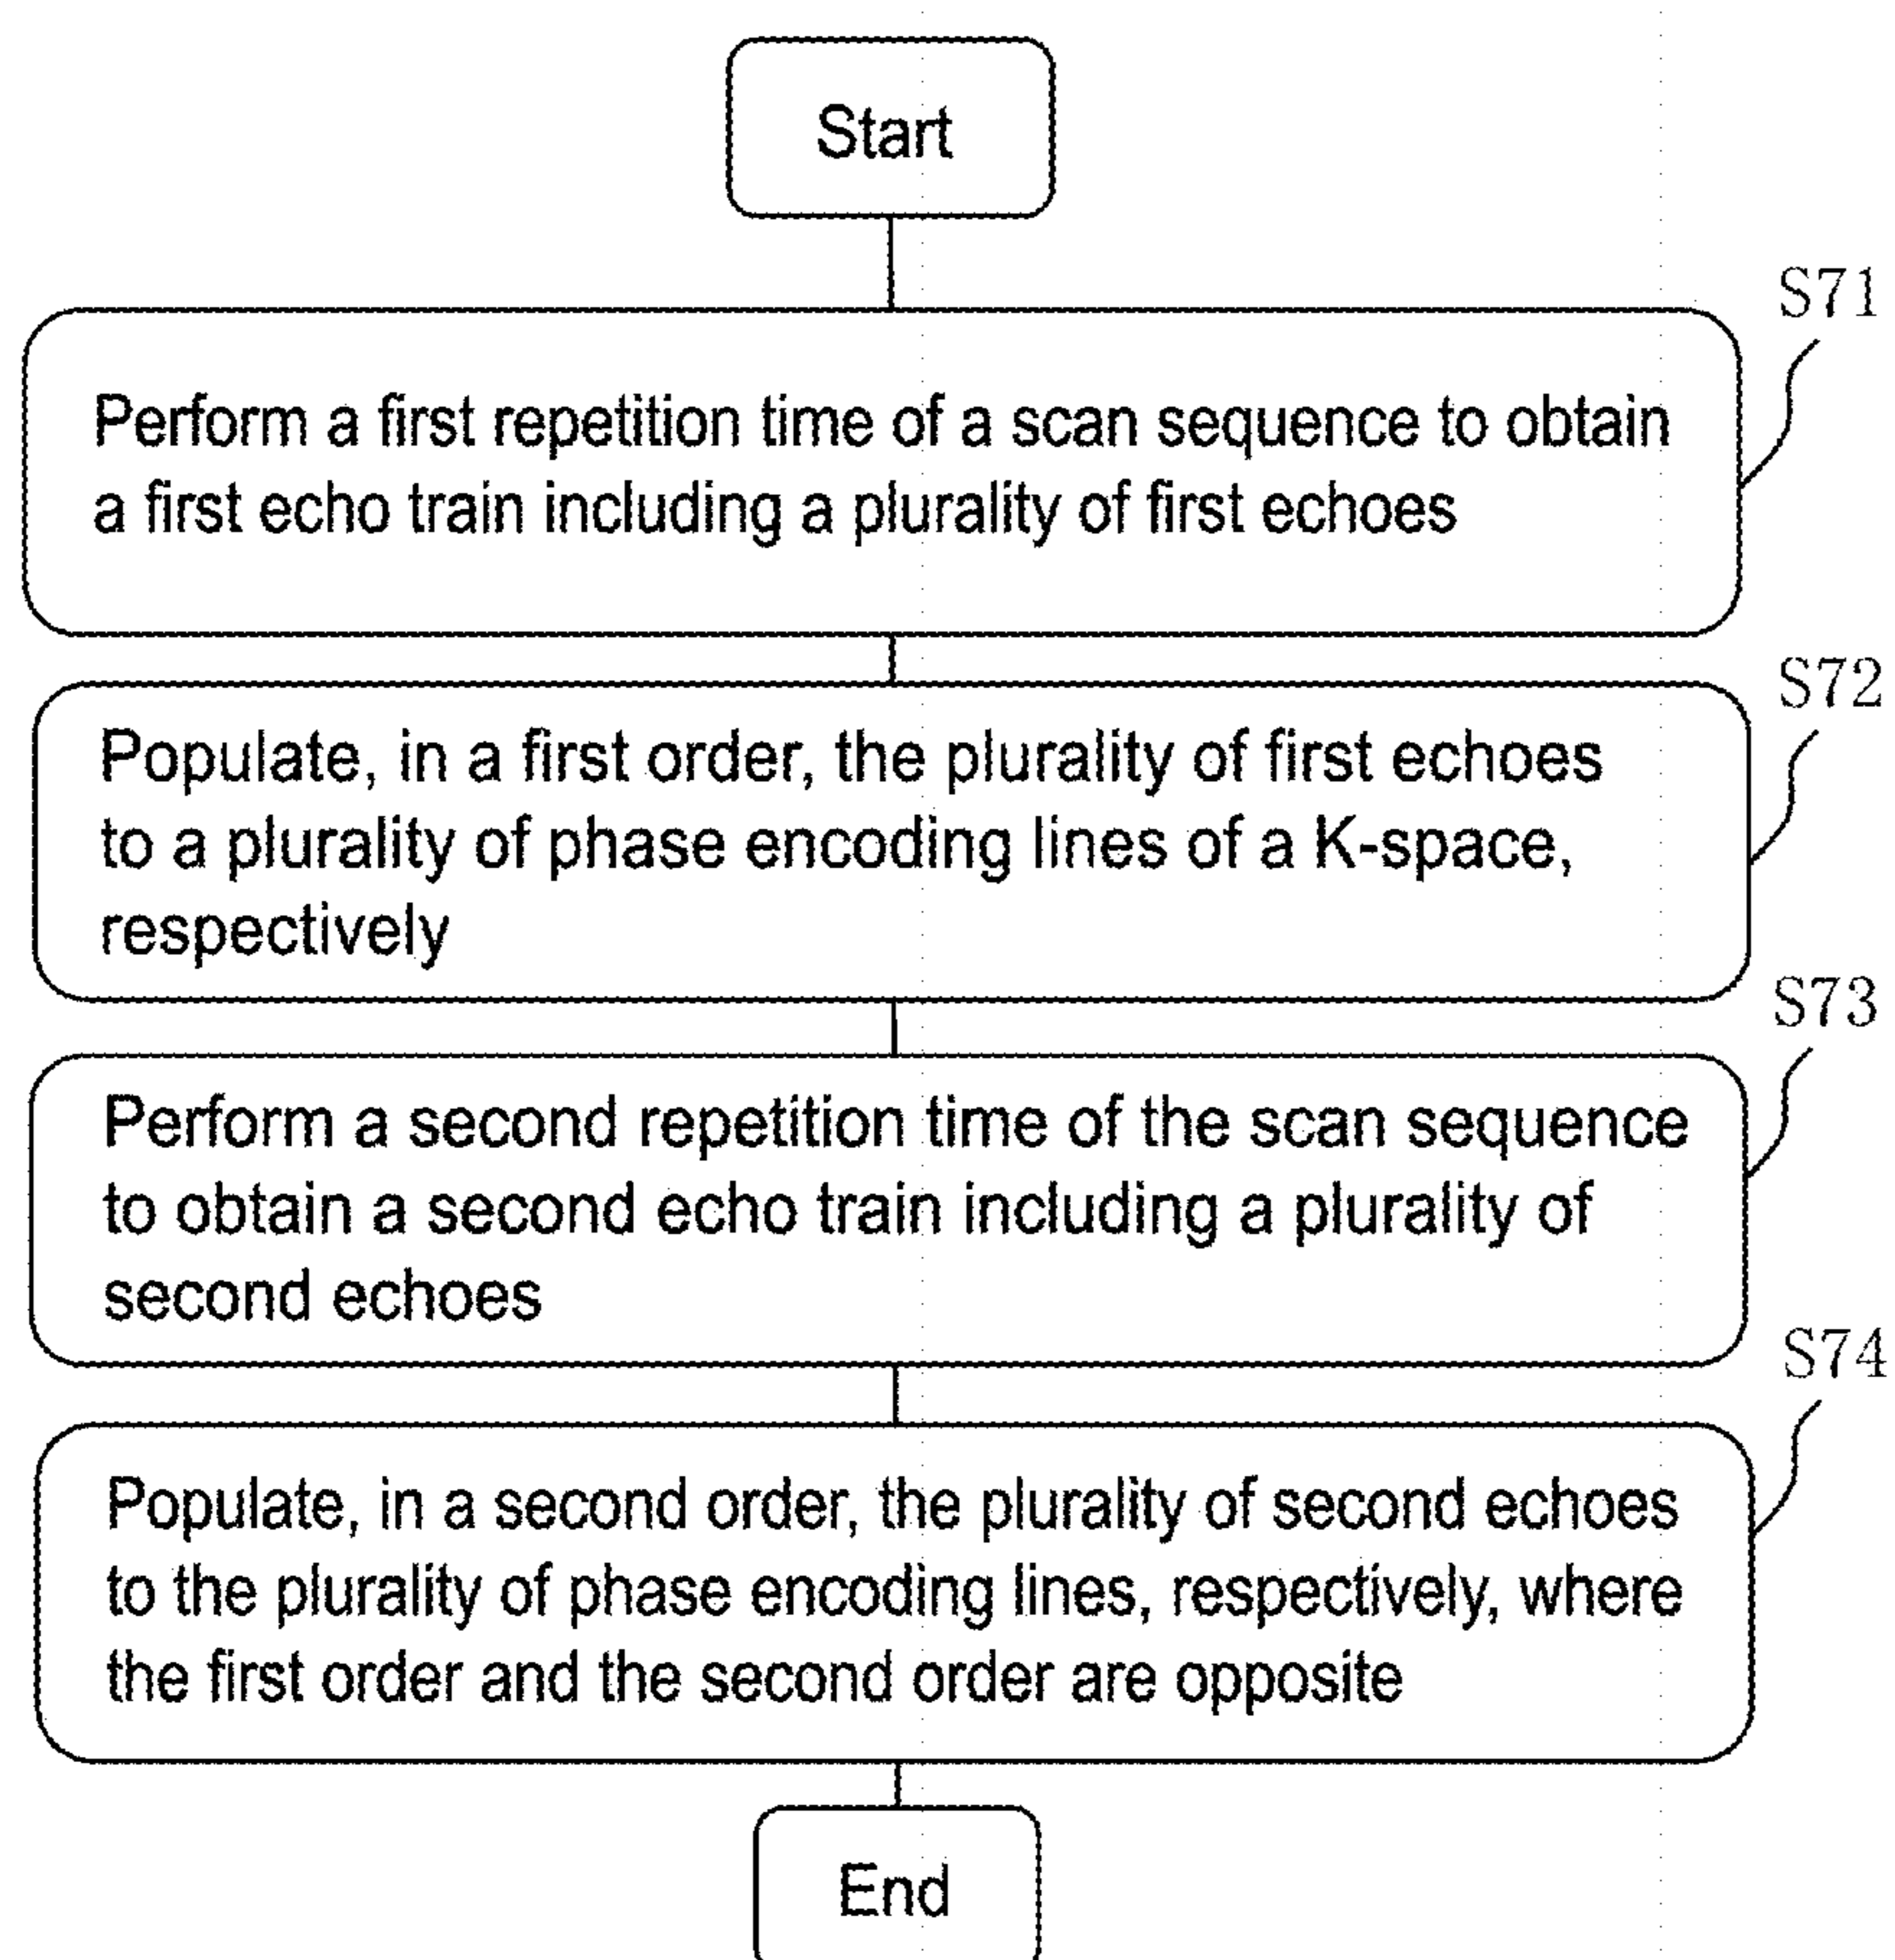 Start
S71
Perform a first repetition time of a scan sequence to obtain
a first echo train including a plurality of first echoes
S72
Populate, in a first order, the plurality of first echoes
to a plurality of phase encoding lines of a K-space,
respectively
S73
Perform a second repetition time of the scan sequence
to obtain a second echo train including a plurality of
second echoes
S74
Populate, in a second order, the plurality of second echoes
to the plurality of phase encoding lines, respectively, where
the first order and the second order are opposite
End